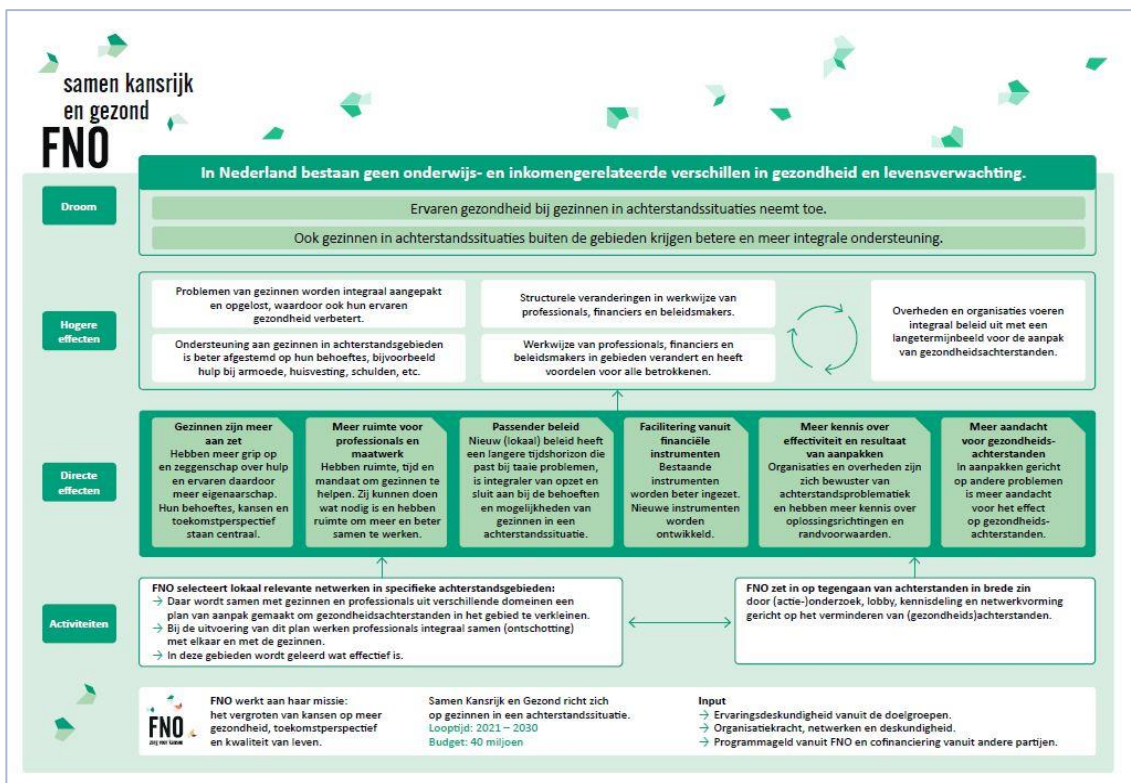 samen kansrijk
en gezond
FNO
Droom
In Nederland bestaan geen onderwijs- en inkomengerelateerde verschillen in gezondheid en levensverwachting.
Ervaren gezondheid bij gezinnen in achterstandssituaties neemt toe.
Ook gezinnen in achterstandssituaties buiten de gebieden krijgen betere en meer integrale ondersteuning.
Hogere
effecten
Problemen van gezinnen worden integraal aangepakt
en opgelost, waardoor ook hun ervaren
gezondheid verbetert.
Ondersteuning aan gezinnen in achterstandsgebieden
is beter afgestemd op hun behoeftes, bijvoorbeeld
hulp bij armoede, huisvesting, schulden, etc.
Structurele veranderingen in werkwijze van
professionals, financiers en beleidsmakers.
Werkwijze van professionals, financiers en
beleidsmakers in gebieden verandert en heeft
voordelen voor alle betrokkenen.
Overheden en organisaties voeren
integraal beleid uit met een
langetermijnbeeld voor de aanpak
van gezondheidsachterstanden.
Directe
effecten
Gezinnen zijn meer
aan zet
Hebben meer grip op
en zeggenschap over hulp
en ervaren daardoor
meer eigenaarschap.
Hun behoeftes, kansen en
toekomstperspectief
staan centraal.
Meer ruimte voor
professionals en
maatwerk
Hebben ruimte, tijd en
mandaat om gezinnen te
helpen. Zij kunnen doen
wat nodig is en hebben
ruimte om meer en beter
samen te werken.
Passender beleid
Nieuw (lokaal) beleid heeft
een langere tijdshorizon die
past bij taaie problemen,
is integraler van opzet en
sluit aan bij de behoeften
en mogelijkheden van
gezinnen in een
achterstandssituatie.
Facilitering vanuit
financiële
instrumenten
Bestaande
instrumenten
worden beter ingezet.
Nieuwe instrumenten
worden
ontwikkeld.
Meer kennis over
effectiviteit en resultaat
van aanpakken
Organisaties en overheden zijn
zich bewuster van
achterstandsproblematiek
en hebben meer kennis over
oplossingsrichtingen en
randvoorwaarden.
Meer aandacht
voor gezondheids-
achterstanden
In aanpakken gericht
op andere problemen
is meer aandacht
voor het effect
op gezondheids-
achterstanden.
Activiteiten
FNO selecteert lokaal relevante netwerken in specifieke achterstandsgebieden:
→ Daar wordt samen met gezinnen en professionals uit verschillende domeinen een
plan van aanpak gemaakt om gezondheidsachterstanden in het gebied te verkleinen.
→ Bij de uitvoering van dit plan werken professionals integraal samen (ontschotting)
met elkaar en met de gezinnen.
→ In deze gebieden wordt geleerd wat effectief is.
FNO zet in op tegengaan van achterstanden in brede zin
door (actie-)onderzoek, lobby, kennisdeling en netwerkvorming
gericht op het verminderen van (gezondheids)achterstanden.
FNO
zorg voor kansen
FNO werkt aan haar missie:
het vergroten van kansen op meer
gezondheid, toekomstperspectief
en kwaliteit van leven.
Samen Kansrijk en Gezond richt zich
op gezinnen in een achterstandssituatie.
Looptijd: 2021 – 2030
Budget: 40 miljoen
Input
→ Ervaringsdeskundigheid vanuit de doelgroepen.
→ Organisatiekracht, netwerken en deskundigheid.
→ Programmageld vanuit FNO en cofinanciering vanuit andere partijen.